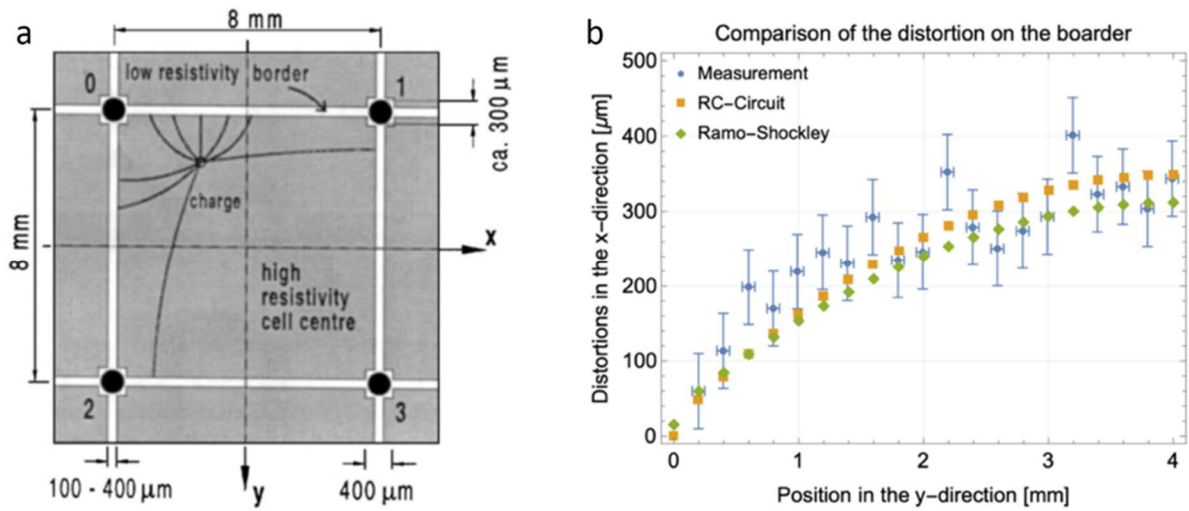 a
8 mm
0
low resistivity border
1
ca. 300 μm
8 mm
charge
x
high
resistivity
cell centre
2
3
100 - 400 μm
y
400 μm
b
Comparison of the distortion on the boarder
Measurement
RC-Circuit
Ramo-Shockley
Distortions in the x-direction [μm]
500
400
300
200
100
0
0 1 2 3 4
Position in the y-direction [mm]